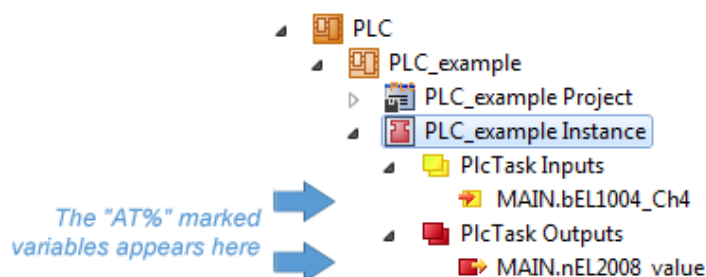 PLC
PLC_example
PLC_example Project
PLC_example Instance
PlcTask Inputs
MAIN.bEL1004_Ch4
The "AT%" marked
variables appears here
PlcTask Outputs
MAIN.nEL2008_value